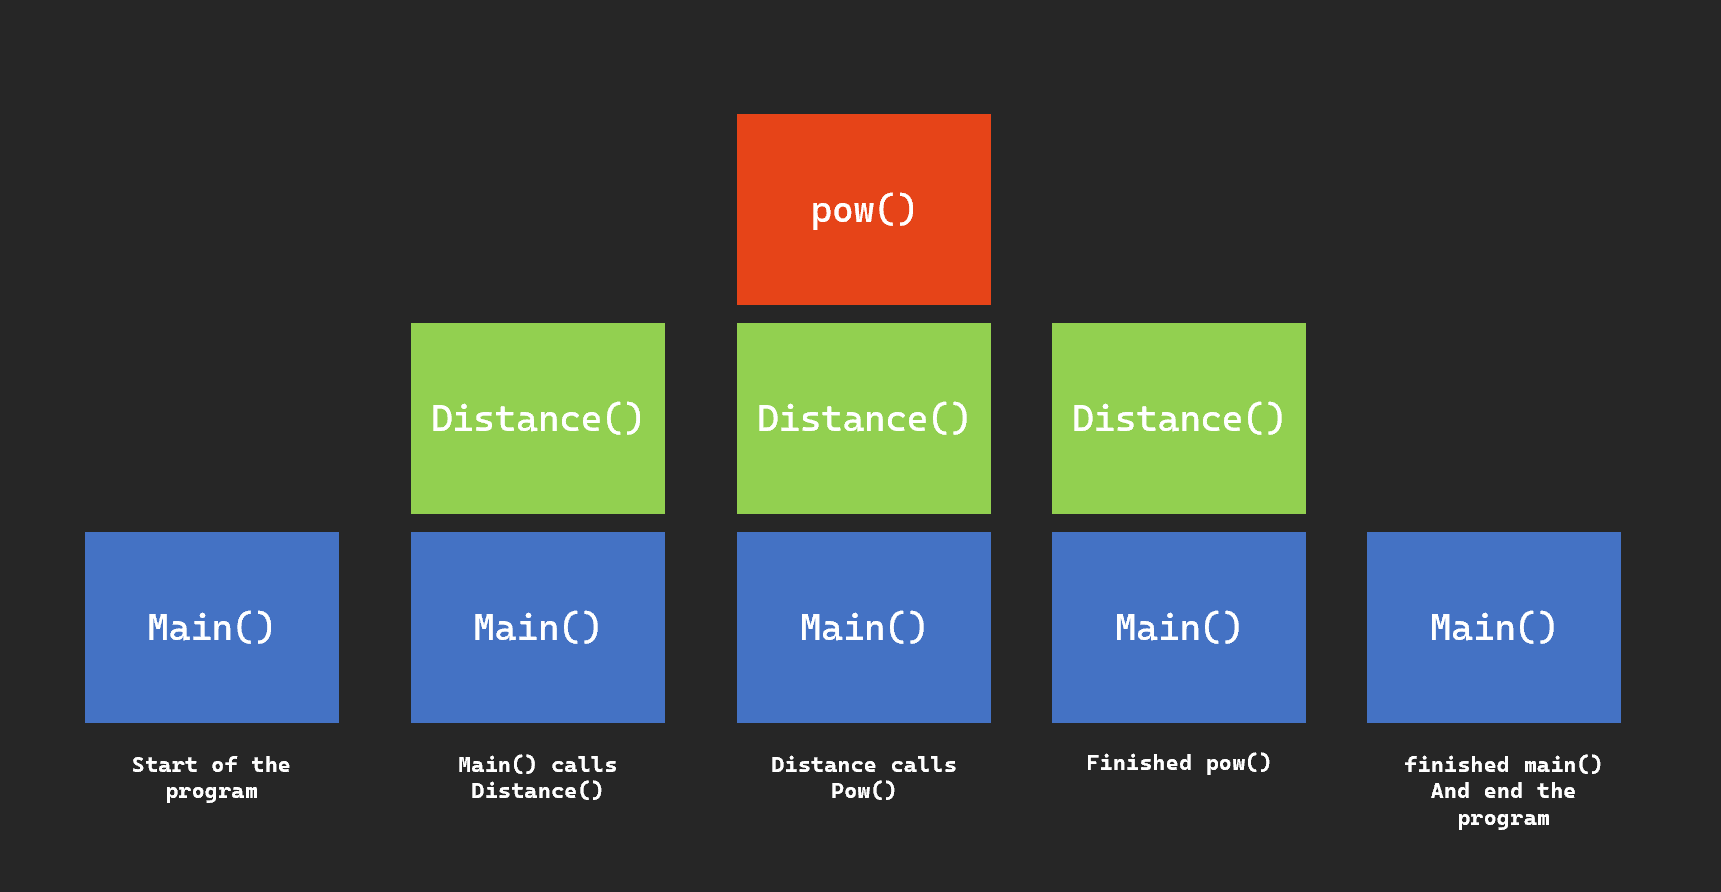 pow()
Distance()
Distance()
Distance()
Main()
Main()
Main()
Main()
Main()
Start of the
program
Main() calls
Distance()
Distance calls
Pow()
Finished pow()
finished main()
And end the
program